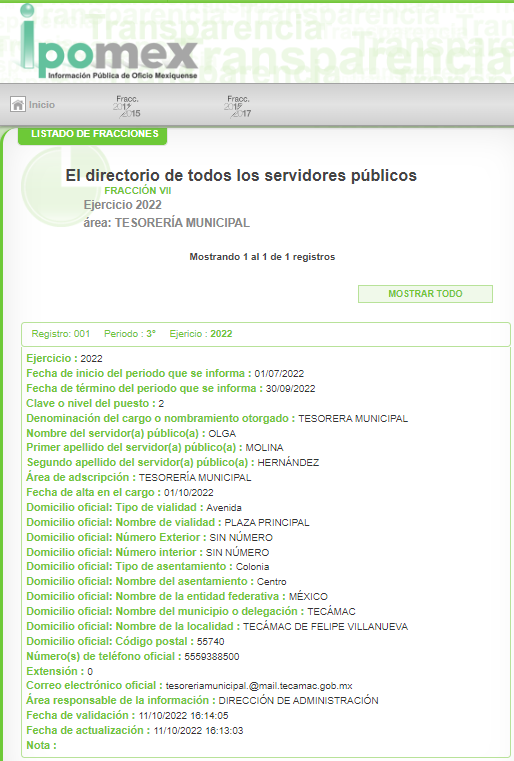 Transparencia
ipomex
Información Pública de Oficio Mexiquense
Inicio
Fracc.
Fracc.
LISTADO DE FRACCIONES
El directorio de todos los servidores públicos
FRACCIÓN VII
Ejercicio 2022
área: TESORERÍA MUNICIPAL
Mostrando 1 al 1 de 1 registros
MOSTRAR TODO
Registro: 001 Periodo : 3° Ejericio : 2022
Ejercicio : 2022
Fecha de inicio del periodo que se informa : 01/07/2022
Fecha de término del periodo que se informa : 30/09/2022
Clave o nivel del puesto : 2
Denominación del cargo o nombramiento otorgado : TESORERA MUNICIPAL
Nombre del servidor(a) público(a) : OLGA
Primer apellido del servidor(a) público(a) : MOLINA
Segundo apellido del servidor(a) público(a) : HERNÁNDEZ
Área de adscripción : TESORERÍA MUNICIPAL
Fecha de alta en el cargo : 01/10/2022
Domicilio oficial: Tipo de vialidad : Avenida
Domicilio oficial: Nombre de vialidad : PLAZA PRINCIPAL
Domicilio oficial: Número Exterior : SIN NÚMERO
Domicilio oficial: Número interior : SIN NÚMERO
Domicilio oficial: Tipo de asentamiento : Colonia
Domicilio oficial: Nombre del asentamiento : Centro
Domicilio oficial: Nombre de la entidad federativa : MÉXICO
Domicilio oficial: Nombre del municipio o delegación : TECÁMAC
Domicilio oficial: Nombre de la localidad : TECÁMAC DE FELIPE VILLANUEVA
Domicilio oficial: Código postal : 55740
Número(s) de teléfono oficial : 5559388500
Extensión : 0
Correo electrónico oficial : tesoreriamunicipal.@mail.tecamac.gob.mx
Área responsable de la información : DIRECCIÓN DE ADMINISTRACIÓN
Fecha de validación : 11/10/2022 16:14:05
Fecha de actualización : 11/10/2022 16:13:03
Nota :